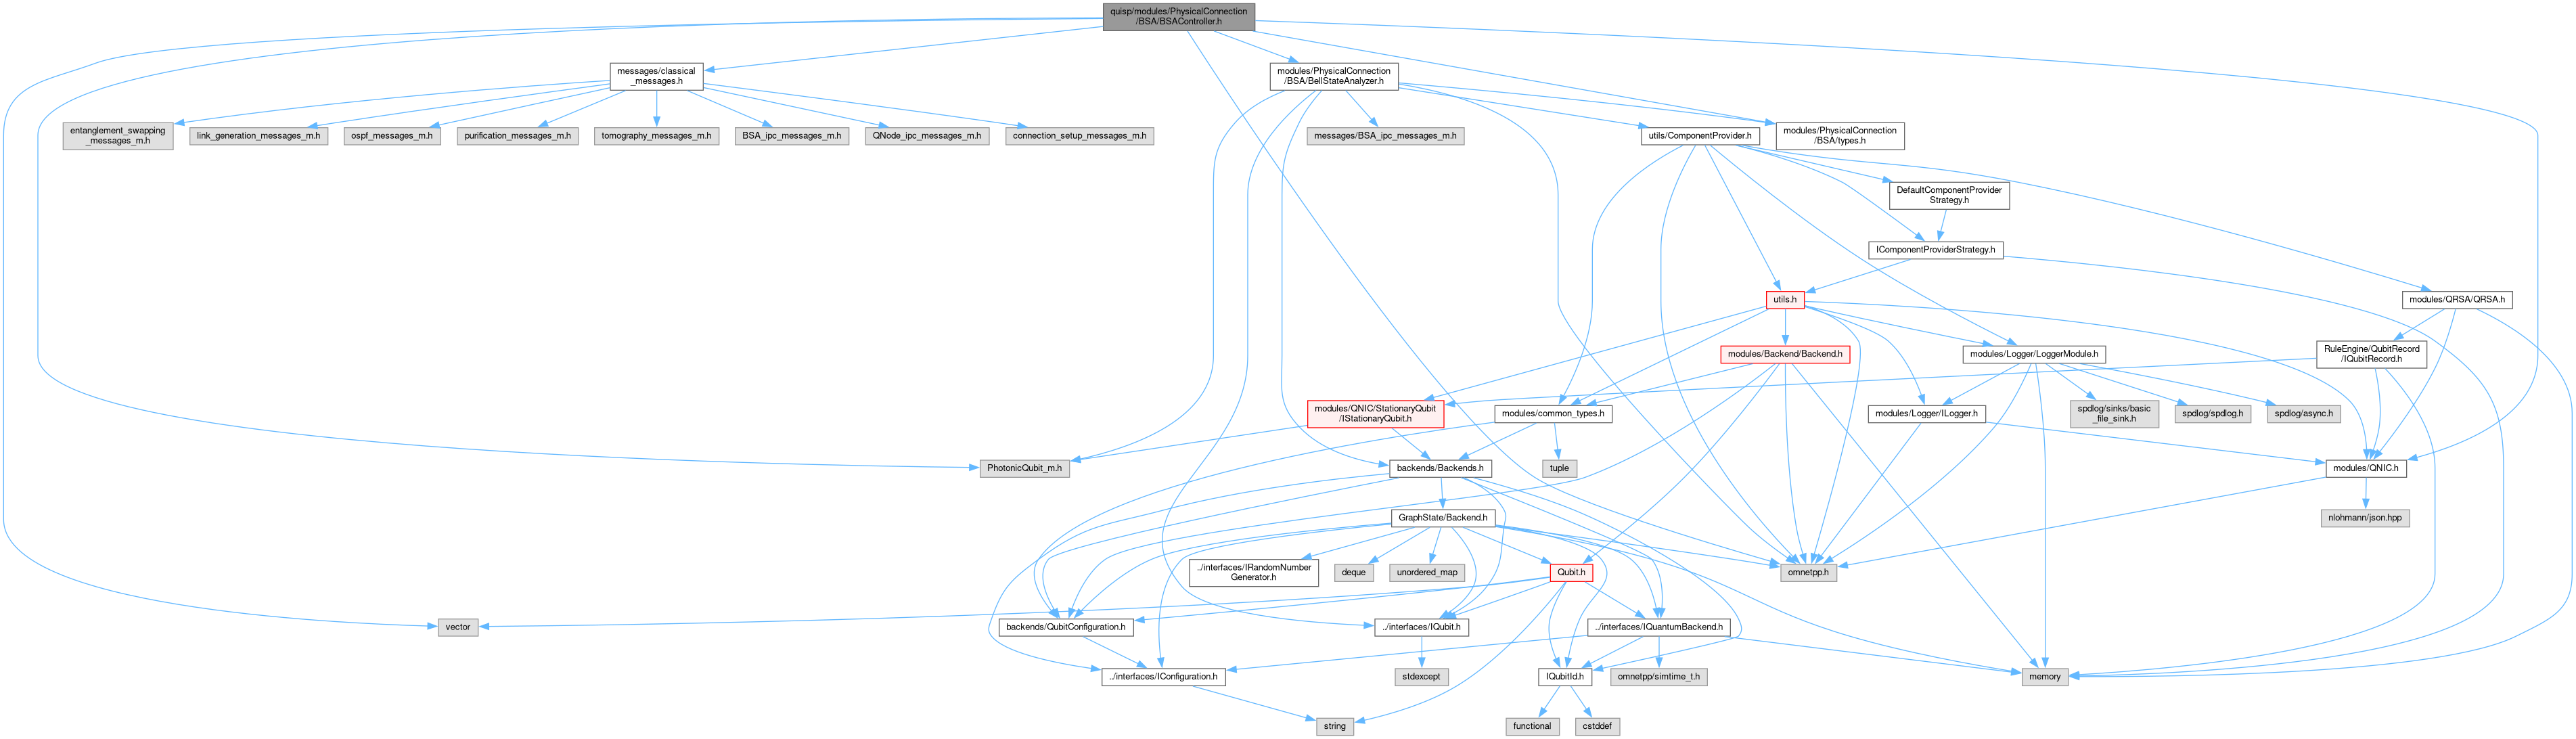 quisp/modules/PhysicalConnection
/BSA/BSAController.h
messages/classical
_messages.h
modules/PhysicalConnection
/BSA/BellStateAnalyzer.h
entanglement_swapping
_messages_m.h
link_generation_messages_m.h
ospf_messages_m.h
purification_messages_m.h
tomography_messages_m.h
BSA_ipc_messages_m.h
QNode_ipc_messages_m.h
connection_setup_messages_m.h
messages/BSA_ipc_messages_m.h
utils/ComponentProvider.h
modules/PhysicalConnection
/BSA/types.h
DefaultComponentProvider
Strategy.h
IComponentProviderStrategy.h
utils.h
modules/QRSA/QRSA.h
modules/Backend/Backend.h
modules/Logger/LoggerModule.h
RuleEngine/QubitRecord
/IQubitRecord.h
modules/QNIC/StationaryQubit
/IStationaryQubit.h
modules/common_types.h
modules/Logger/ILogger.h
spdlog/sinks/basic
_file_sink.h
spdlog/spdlog.h
spdlog/async.h
PhotonicQubit_m.h
backends/Backends.h
tuple
modules/QNIC.h
GraphState/Backend.h
nlohmann/json.hpp
../interfaces/IRandomNumber
Generator.h
deque
unordered_map
Qubit.h
omnetpp.h
vector
backends/QubitConfiguration.h
../interfaces/IQubit.h
../interfaces/IQuantumBackend.h
../interfaces/IConfiguration.h
stdexcept
IQubitId.h
omnetpp/simtime_t.h
memory
string
functional
cstddef